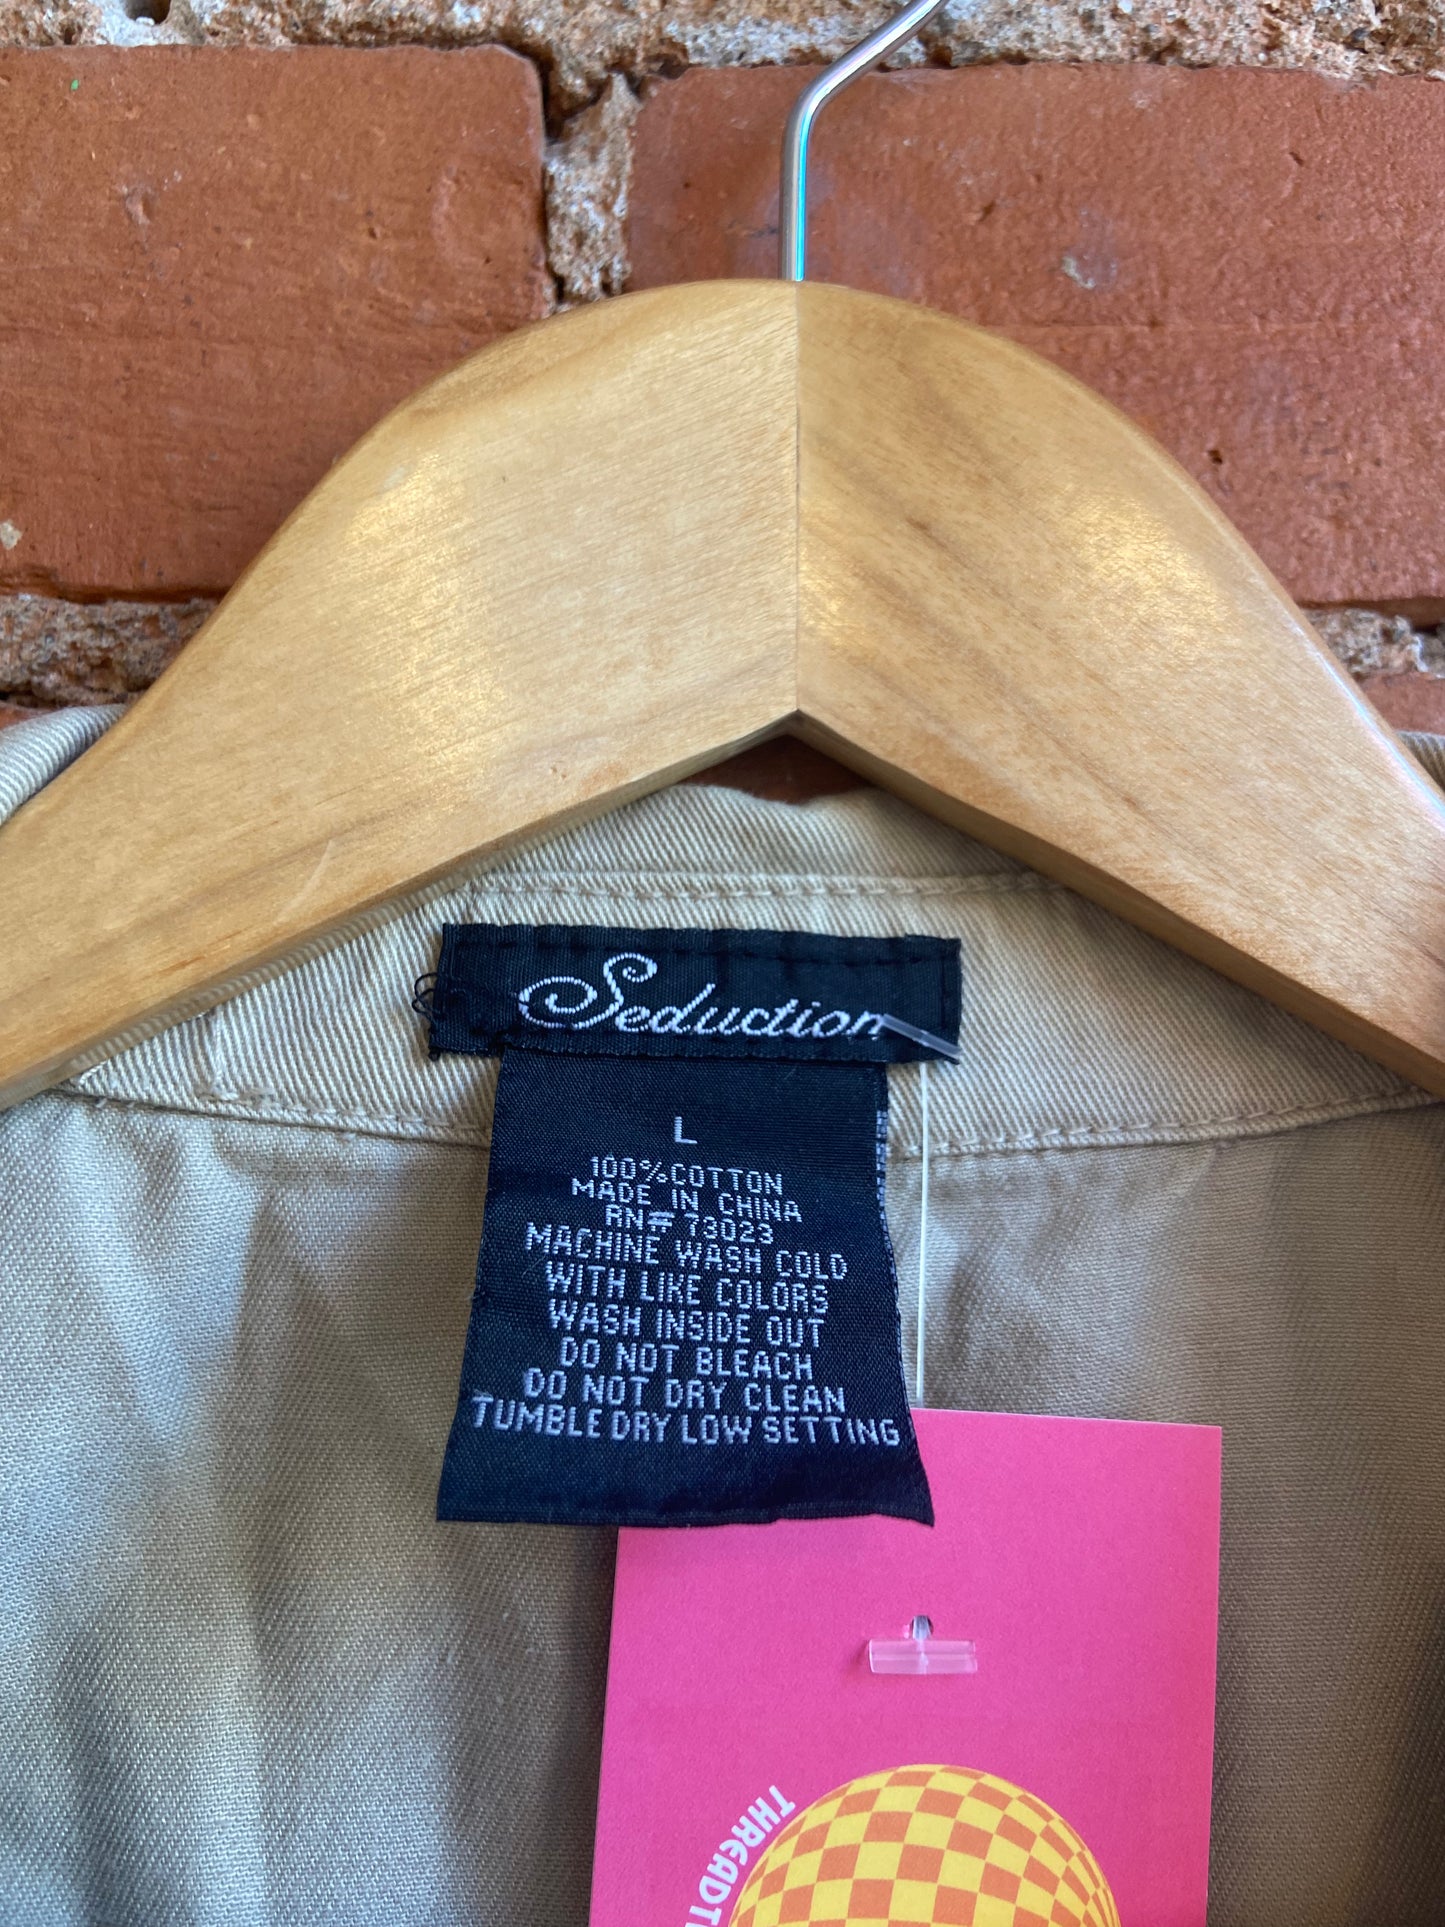 Seduction
L
100% COTTON
MADE IN CHINA
RN# 73023
MACHINE WASH COLD
WITH LIKE COLORS
WASH INSIDE OUT
DO NOT BLEACH
DO NOT DRY CLEAN
TUMBLE DRY LOW SETTING